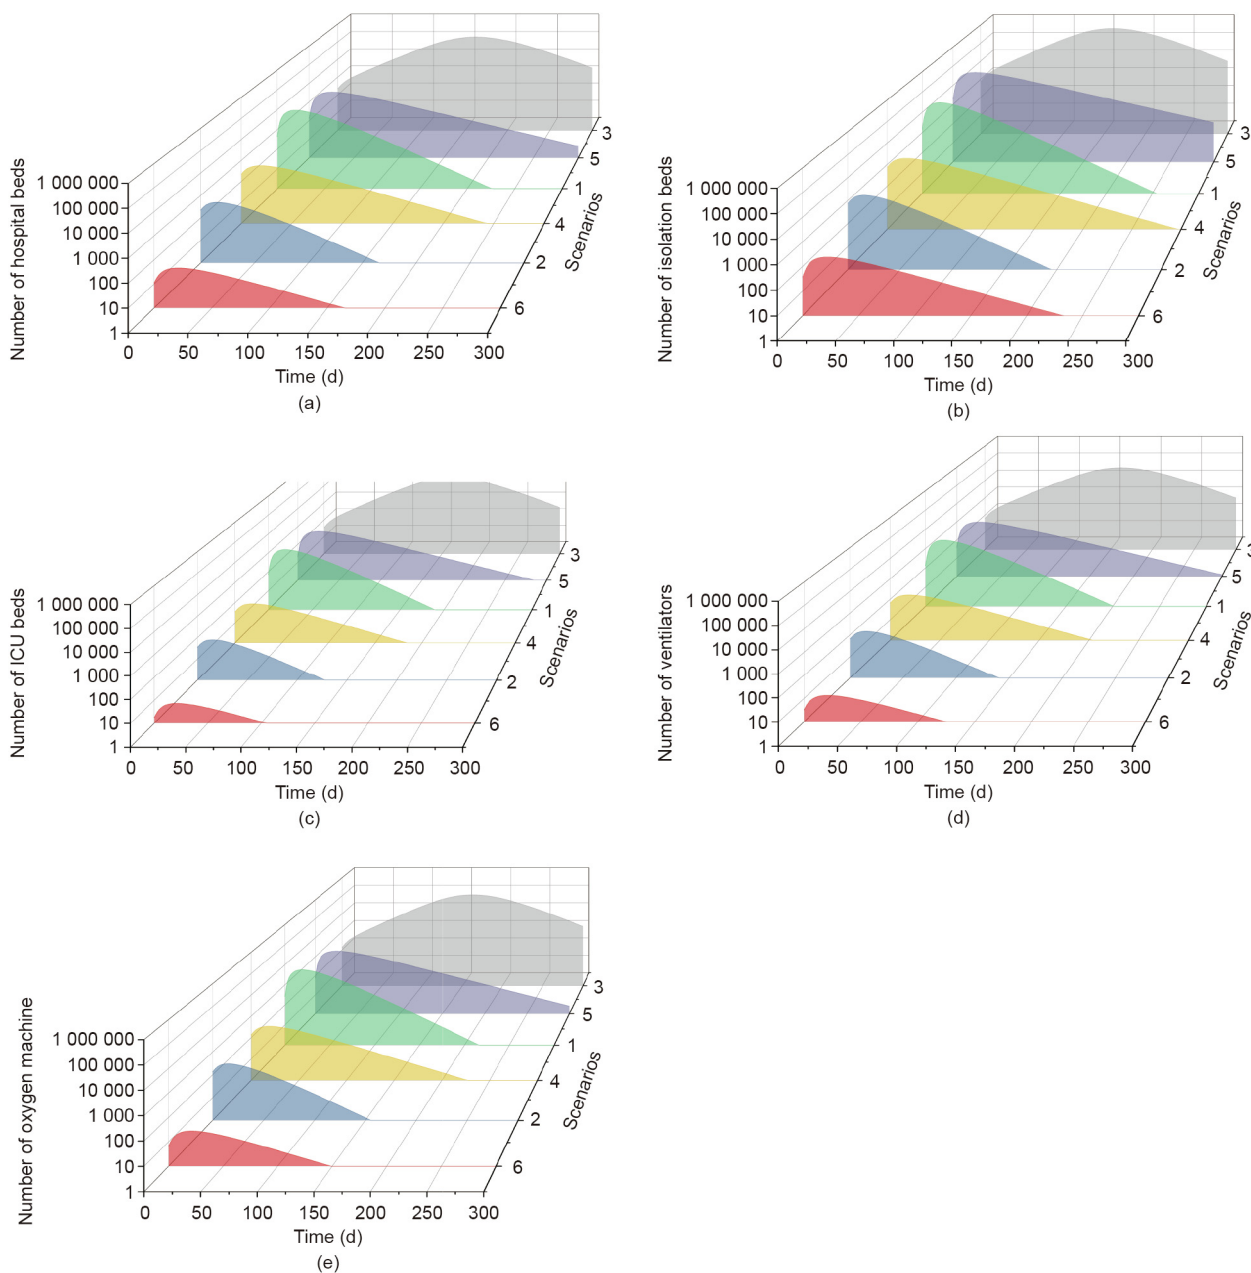 Number of hospital beds
1 000 000
100 000
10 000
1 000
100
10
1
0 50 100 150 200 250 300
Time (d)
3
5
1
4
2
6
Scenarios
(a)
Number of isolation beds
1 000 000
100 000
10 000
1 000
100
10
1
0 50 100 150 200 250 300
Time (d)
3
5
1
4
2
6
Scenarios
(b)
Number of ICU beds
1 000 000
100 000
10 000
1 000
100
10
1
0 50 100 150 200 250 300
Time (d)
3
5
1
4
2
6
Scenarios
(c)
Number of ventilators
1 000 000
100 000
10 000
1 000
100
10
1
0 50 100 150 200 250 300
Time (d)
3
5
1
4
2
6
Scenarios
(d)
Number of oxygen machine
1 000 000
100 000
10 000
1 000
100
10
1
0 50 100 150 200 250 300
Time (d)
3
5
1
4
2
6
Scenarios
(e)